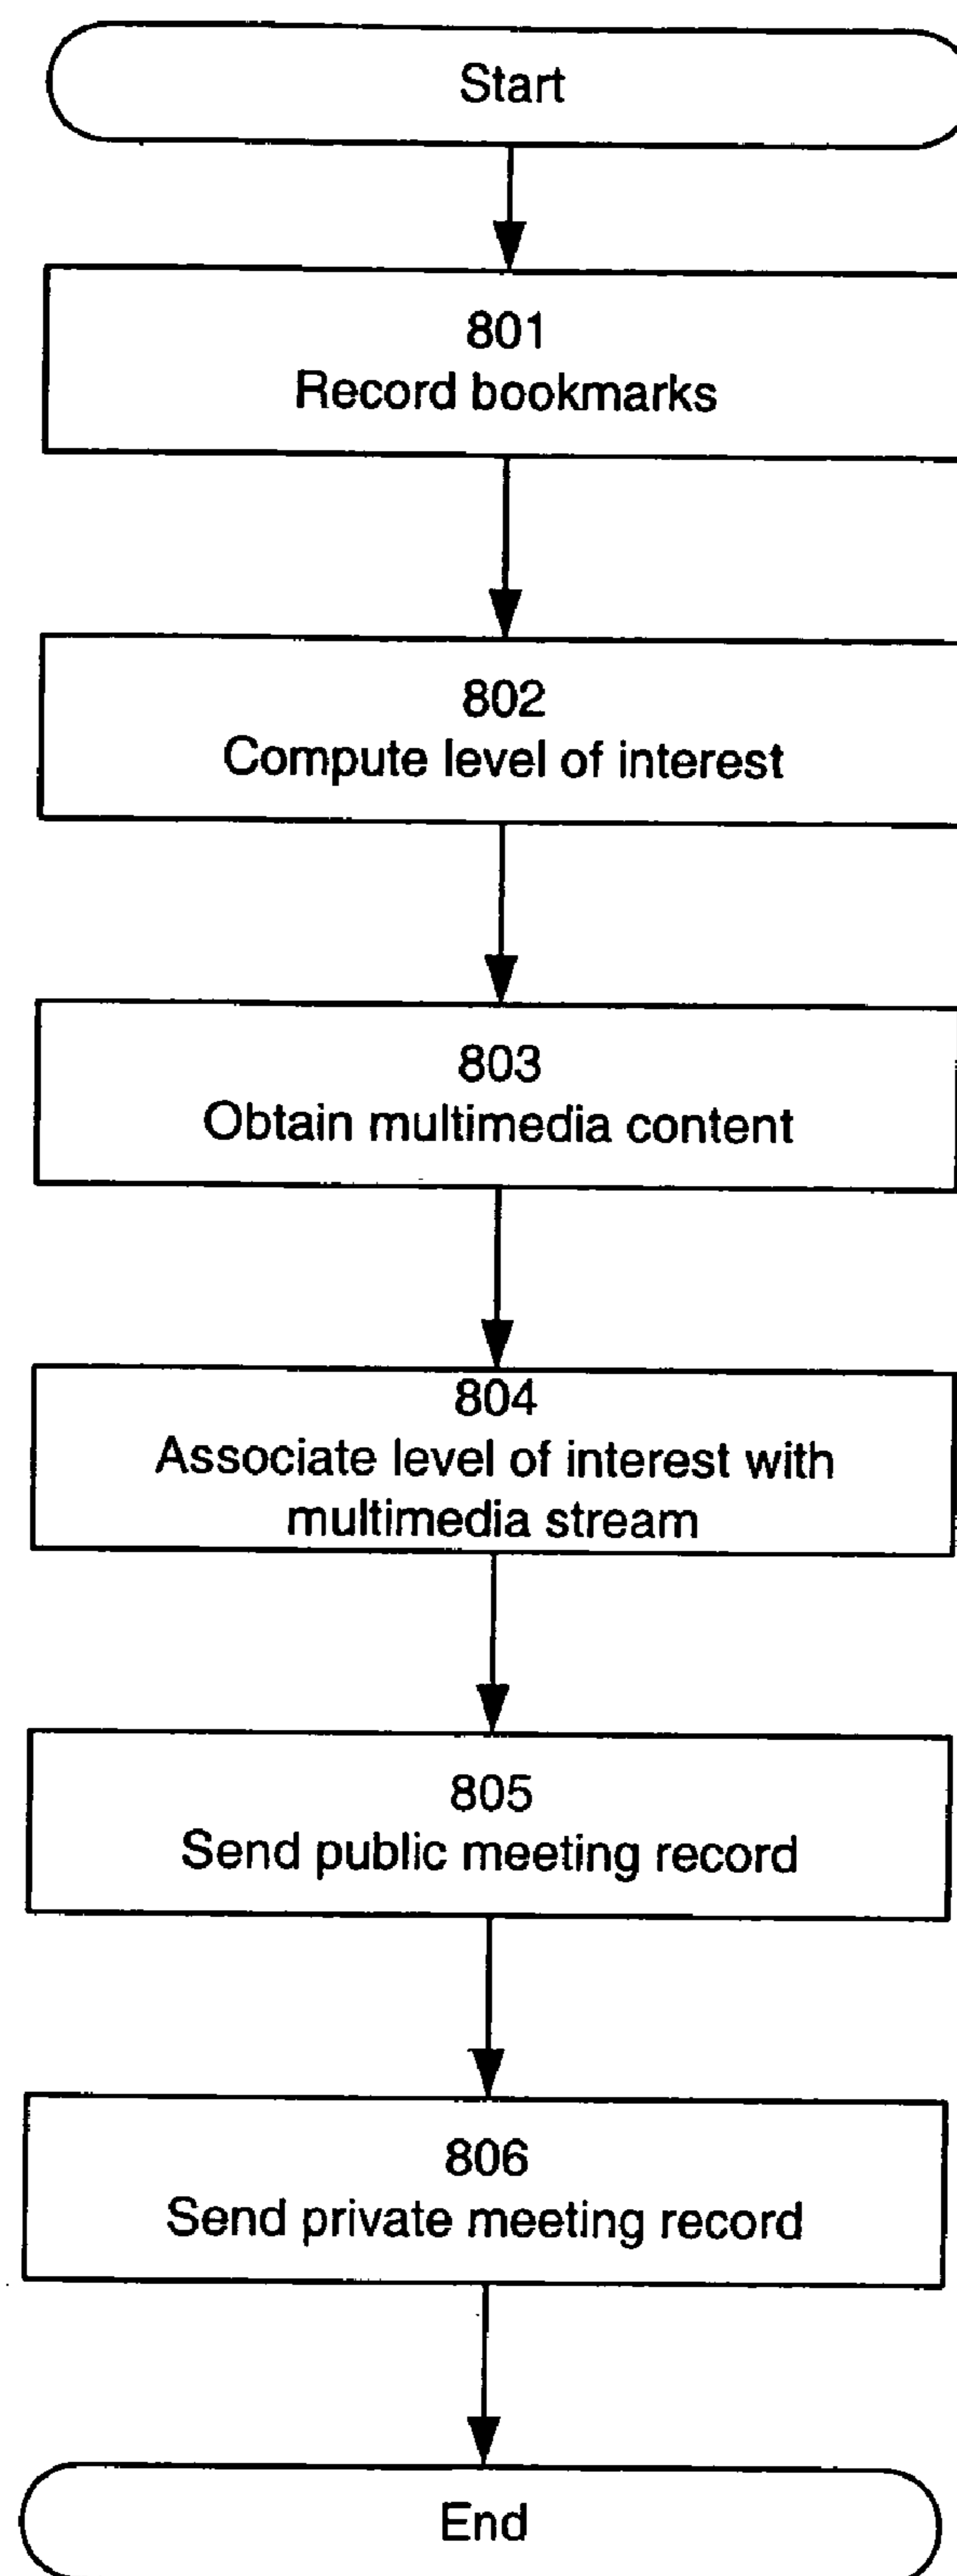 Start
801
Record bookmarks
802
Compute level of interest
803
Obtain multimedia content
804
Associate level of interest with
multimedia stream
805
Send public meeting record
806
Send private meeting record
End